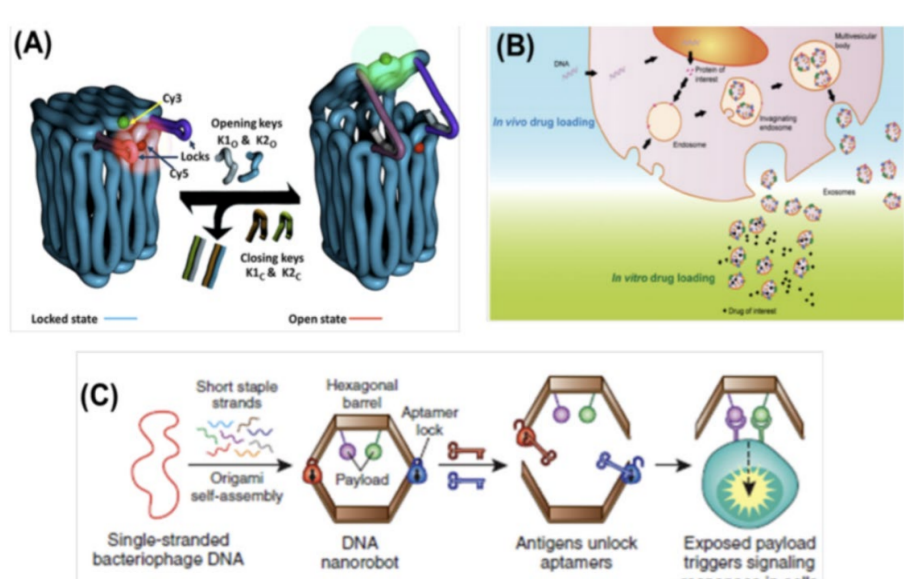 (A)
Cy3
Opening keys
K1O & K2O
Locks
Cy5
Closing keys
K1C & K2C
Locked state
Open state
(B)
DNA
Protein of
interest
Multivesicular
body
In vivo drug loading
Invaginating
endosome
Endosome
Exosomes
In vitro drug loading
• Drug of interest
(C)
Short staple
strands
Origami
self-assembly
Single-stranded
bacteriophage DNA
Hexagonal
barrel
Aptamer
lock
Payload
DNA
nanorobot
Antigens unlock
aptamers
Exposed payload
triggers signaling